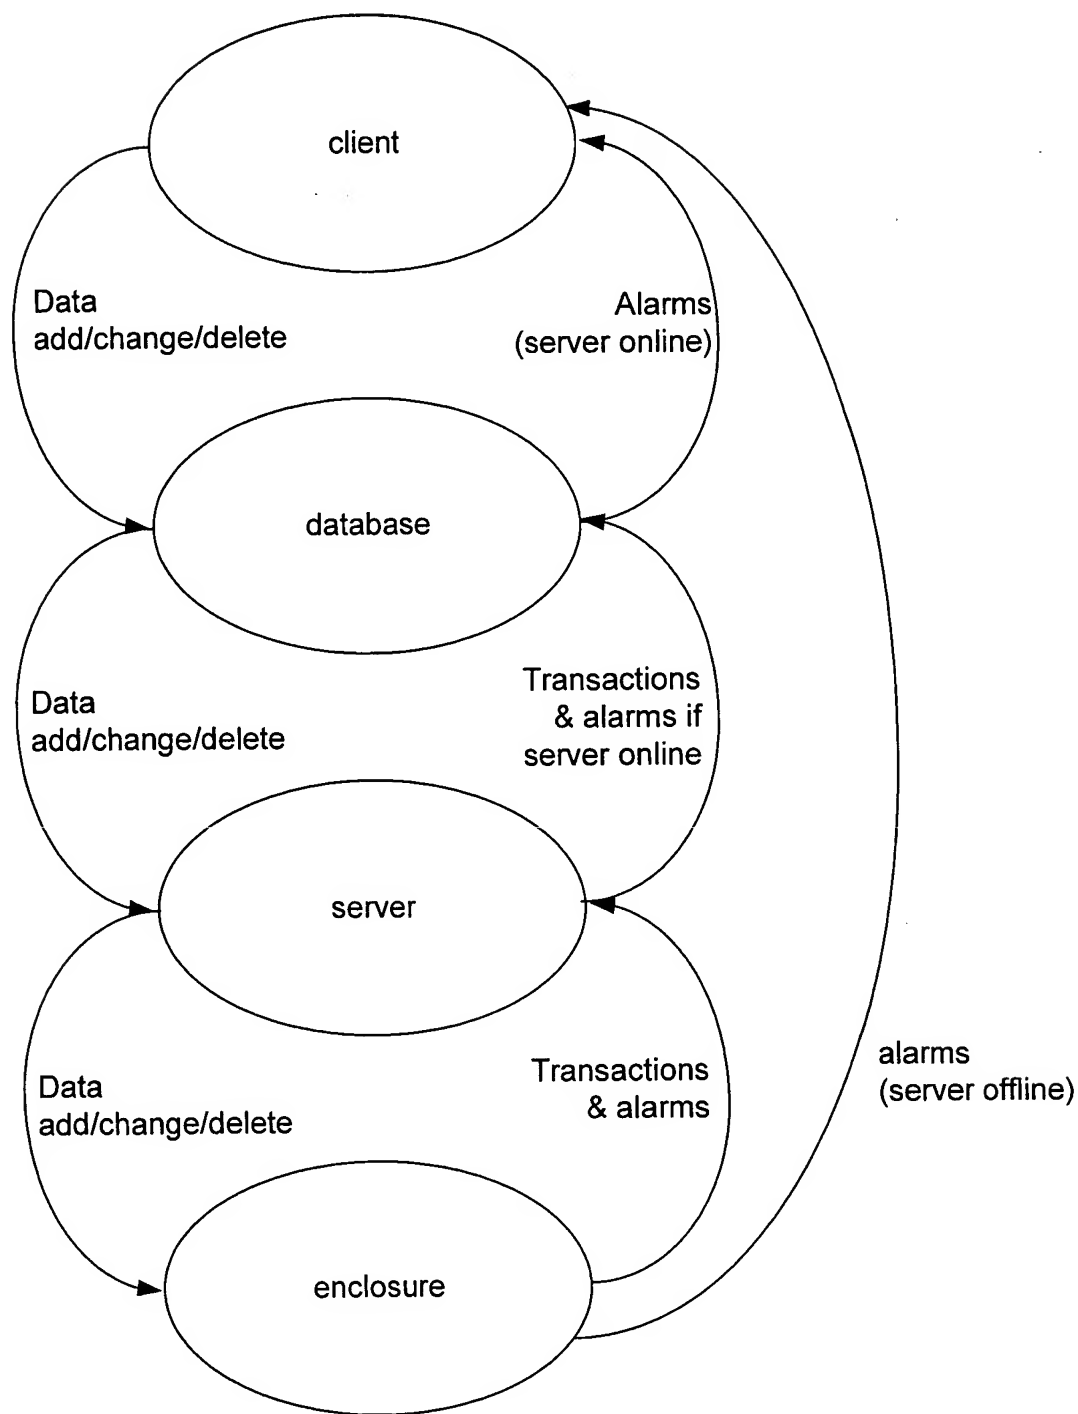 client
Data
add/change/delete
Alarms
(server online)
database
Data
add/change/delete
Transactions
& alarms if
server online
server
Data
add/change/delete
Transactions
& alarms
alarms
(server offline)
enclosure